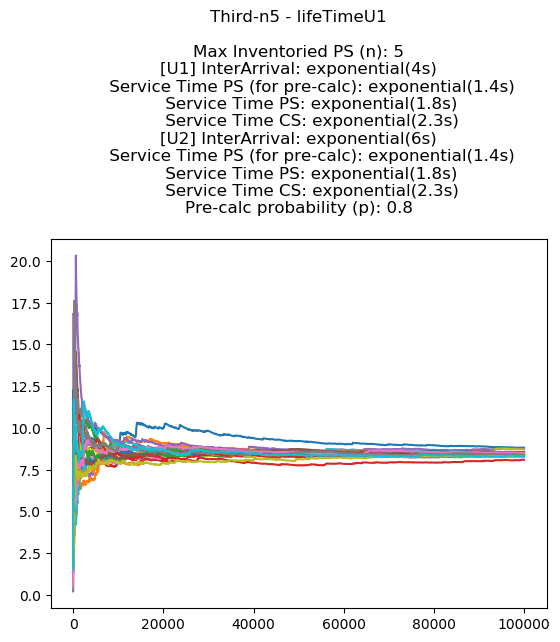 Third-n5 - lifeTimeU1
Max Inventoried PS (n): 5
[U1] InterArrival: exponential(4s)
Service Time PS (for pre-calc): exponential(1.4s)
Service Time PS: exponential(1.8s)
Service Time CS: exponential(2.3s)
[U2] InterArrival: exponential(6s)
Service Time PS (for pre-calc): exponential(1.4s)
Service Time PS: exponential(1.8s)
Service Time CS: exponential(2.3s)
Pre-calc probability (p): 0.8
20.0
17.5
15.0
12.5
10.0
7.5
5.0
2.5
0.0
0 20000 40000 60000 80000 100000